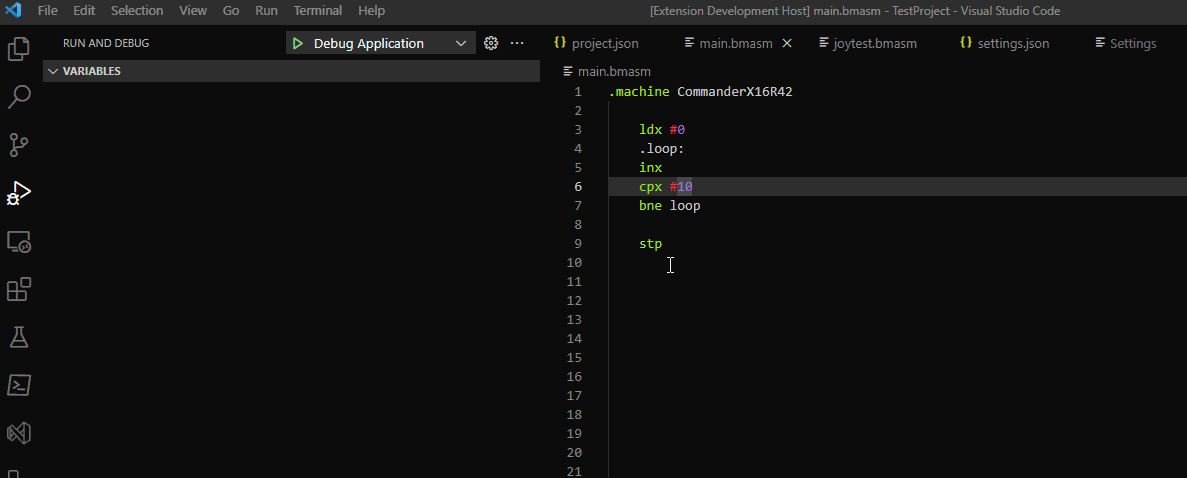 File Edit Selection View Go Run Terminal Help [Extension Development Host] main.bmasm - TestProject - Visual Studio Code
RUN AND DEBUG Debug Application ···
{} project.json main.bmasm joytest.bmasm {} settings.json Settings
VARIABLES
main.bmasm
1 .machine CommanderX16R42
2
3 ldx #0
4 .loop:
5 inx
6 cpx #10
7 bne loop
8
9 stp
10
11
12
13
14
15
16
17
18
19
20
21